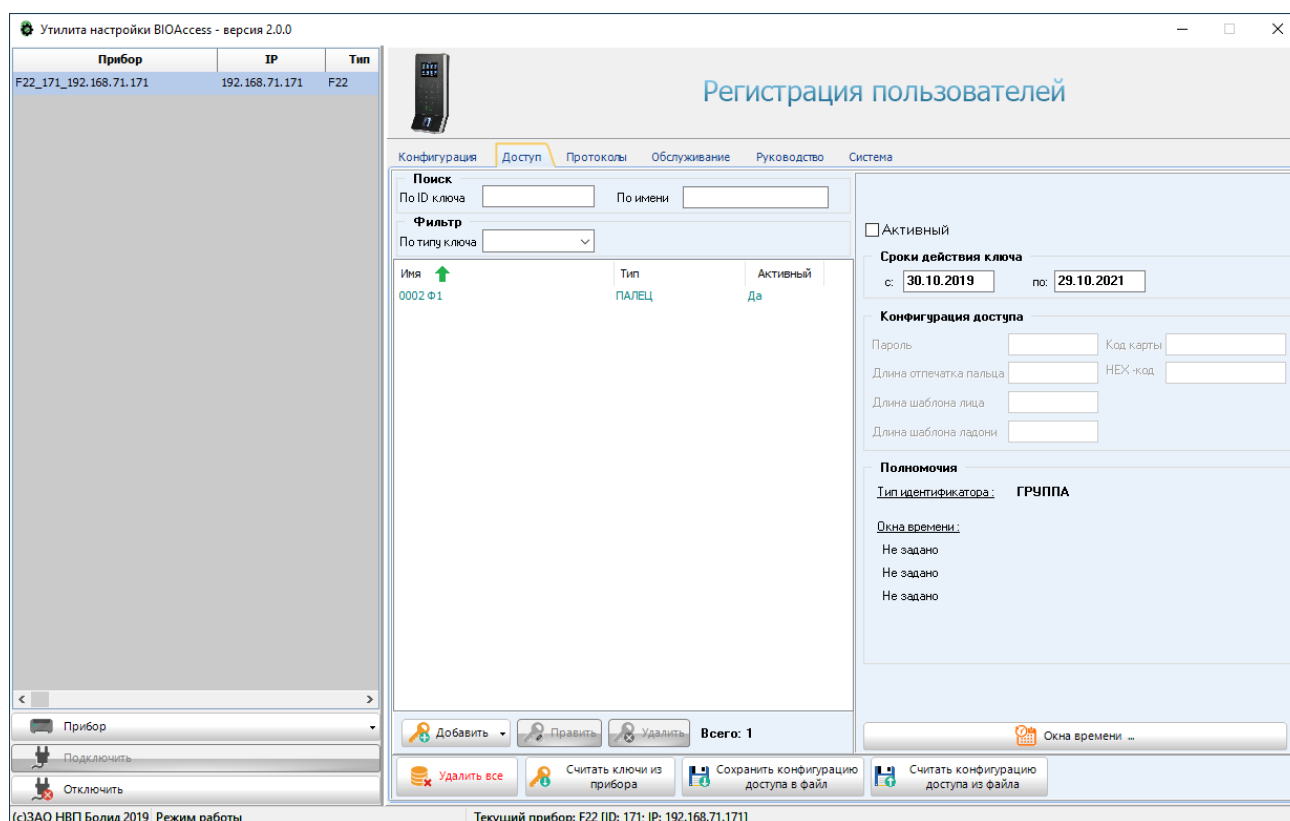 Утилита настройки BIOAccess - версия 2.0.0
Прибор IP Тип
F22_171_192.168.71.171 192.168.71.171 F22
Регистрация пользователей
Конфигурация Доступ Протоколы Обслуживание Руководство Система
Поиск
По ID ключа По имени
Фильтр
По типу ключа
Имя Тип Активный
0002 Ф1 ПАЛЕЦ Да
Активный
Сроки действия ключа
с: 30.10.2019 по: 29.10.2021
Конфигурация доступа
Пароль Код карты
Длина отпечатка пальца HEX -код
Длина шаблона лица
Длина шаблона ладони
Полномочия
Тип идентификатора : ГРУППА
Окна времени :
Не задано
Не задано
Не задано
Прибор
Подключить
Отключить
Добавить Править Удалить Всего: 1
Окна времени ...
Удалить все
Считать ключи из
прибора
Сохранить конфигурацию
доступа в файл
Считать конфигурацию
доступа из файла
(c)ЗАО НВП Болид 2019 Режим работы Текущий прибор: F22 [ID: 171; IP: 192.168.71.171]